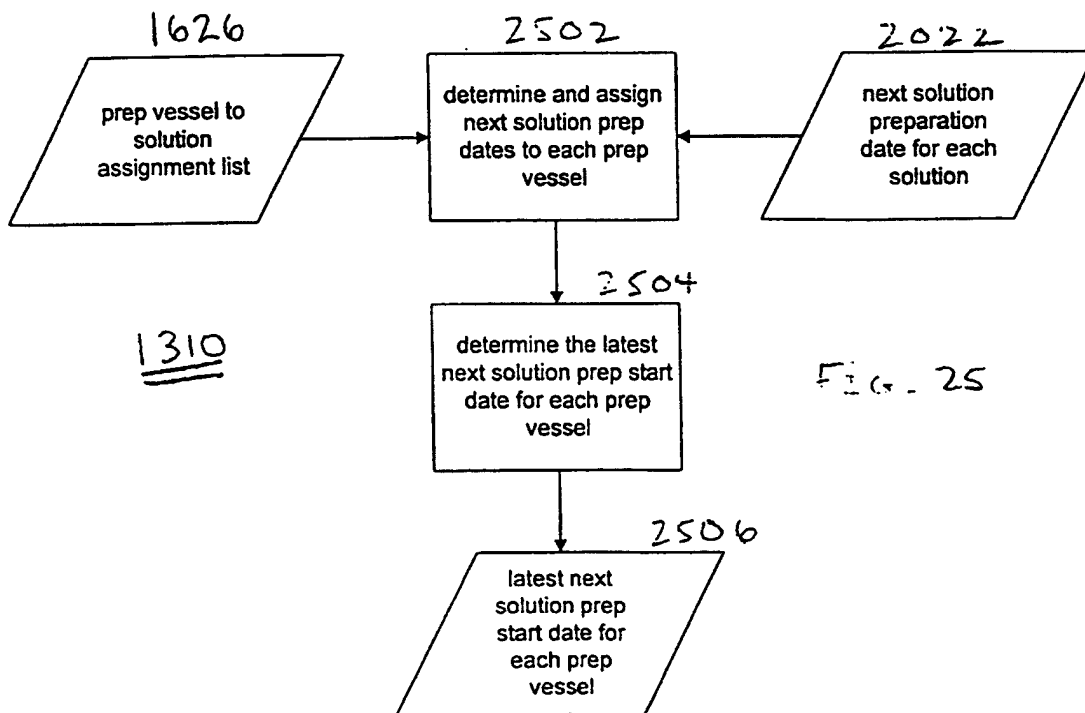 1626
2502
2022
prep vessel to
solution
assignment list
determine and assign
next solution prep
dates to each prep
vessel
next solution
preparation
date for each
solution
2504
1310
determine the latest
next solution prep start
date for each prep
vessel
FIG. 25
2506
latest next
solution prep
start date for
each prep
vessel